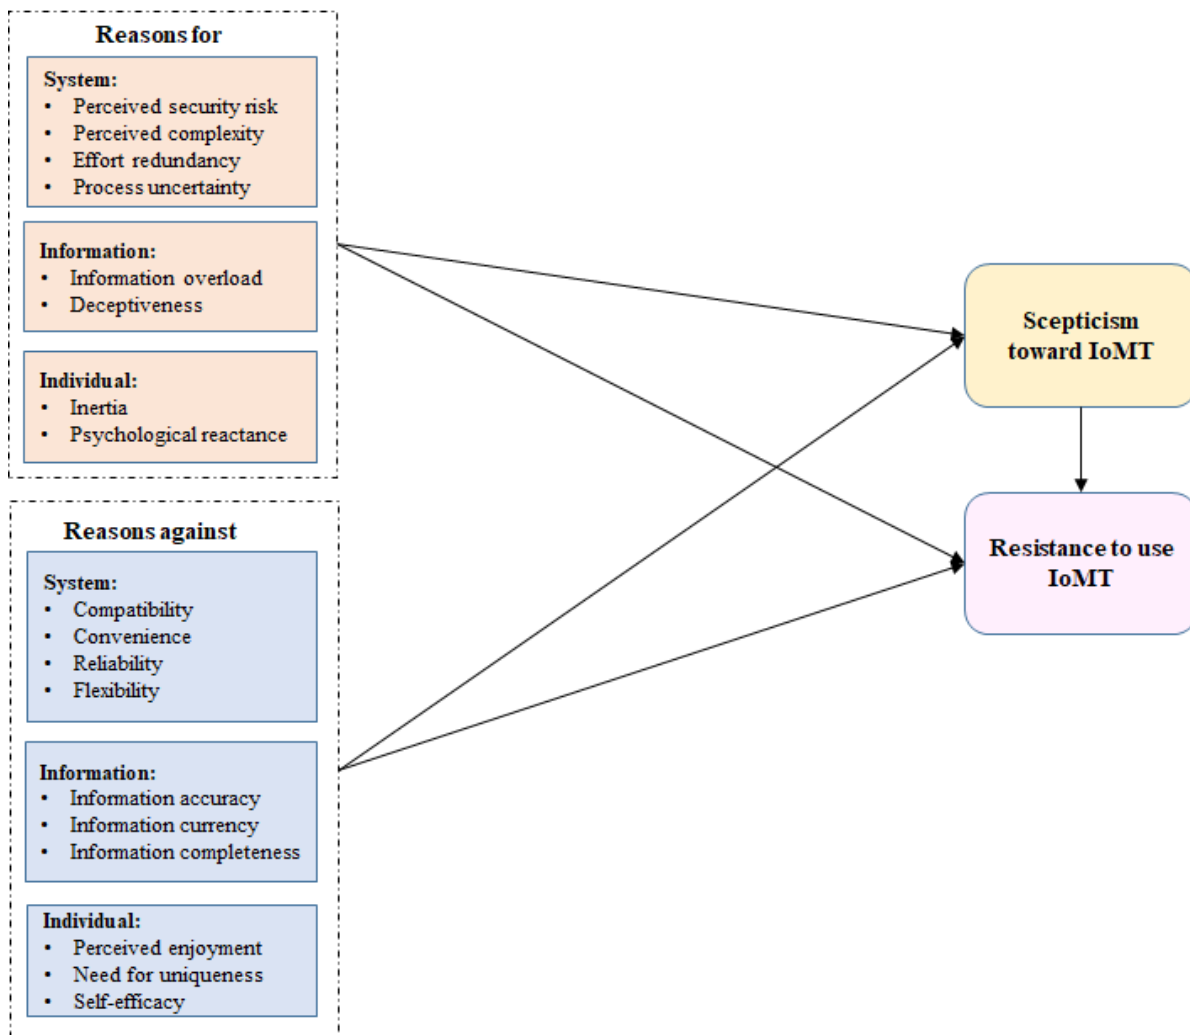 Reasons for
System:
• Perceived security risk
• Perceived complexity
• Effort redundancy
• Process uncertainty
Information:
• Information overload
• Deceptiveness
Individual:
• Inertia
• Psychological reactance
Reasons against
System:
• Compatibility
• Convenience
• Reliability
• Flexibility
Information:
• Information accuracy
• Information currency
• Information completeness
Individual:
• Perceived enjoyment
• Need for uniqueness
• Self-efficacy
Scepticism
toward IoMT
Resistance to use
IoMT